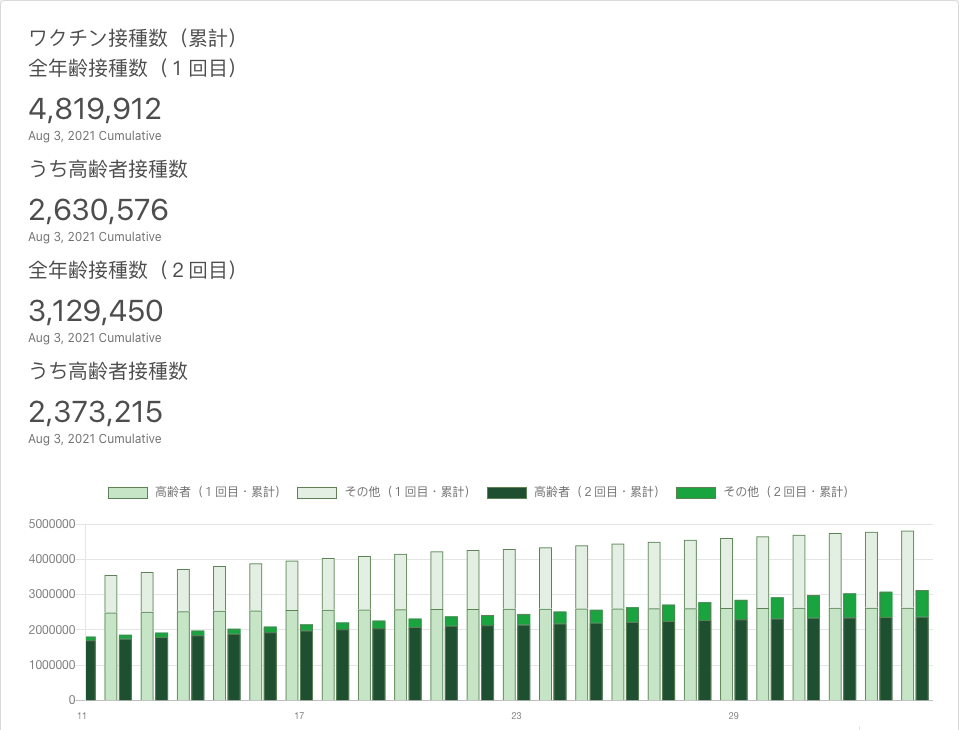 ワクチン接種数（累計）
全年齢接種数（１回目）
4,819,912
Aug 3, 2021 Cumulative
うち高齢者接種数
2,630,576
Aug 3, 2021 Cumulative
全年齢接種数（２回目）
3,129,450
Aug 3, 2021 Cumulative
うち高齢者接種数
2,373,215
Aug 3, 2021 Cumulative
高齢者（１回目・累計） その他（１回目・累計） 高齢者（２回目・累計） その他（２回目・累計）
5000000
4000000
3000000
2000000
1000000
0
11 17 23 29